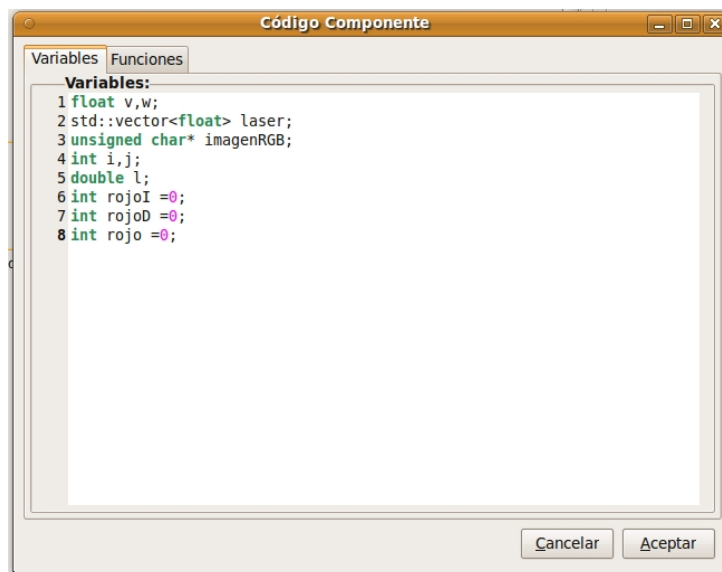 Código Componente
Variables Funciones
Variables:
1 float v,w;
2 std::vector<float> laser;
3 unsigned char* imagenRGB;
4 int i,j;
5 double l;
6 int rojoI =0;
7 int rojoD =0;
8 int rojo =0;
Cancelar Aceptar